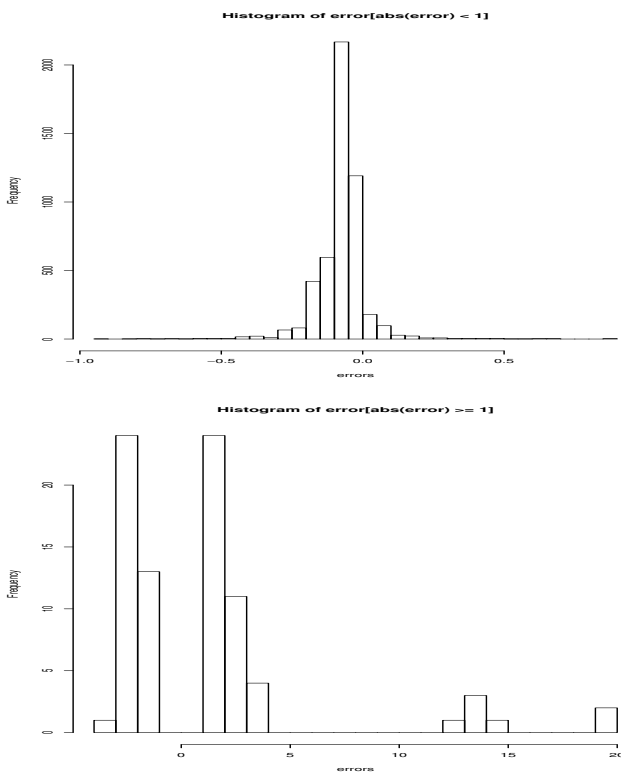 Histogram of error[abs(error) < 1]
Frequency
2000
1500
1000
500
0
−1.0 −0.5 0.0 0.5
errors
Histogram of error[abs(error) >= 1]
Frequency
20
15
10
5
0
0 5 10 15 20
errors